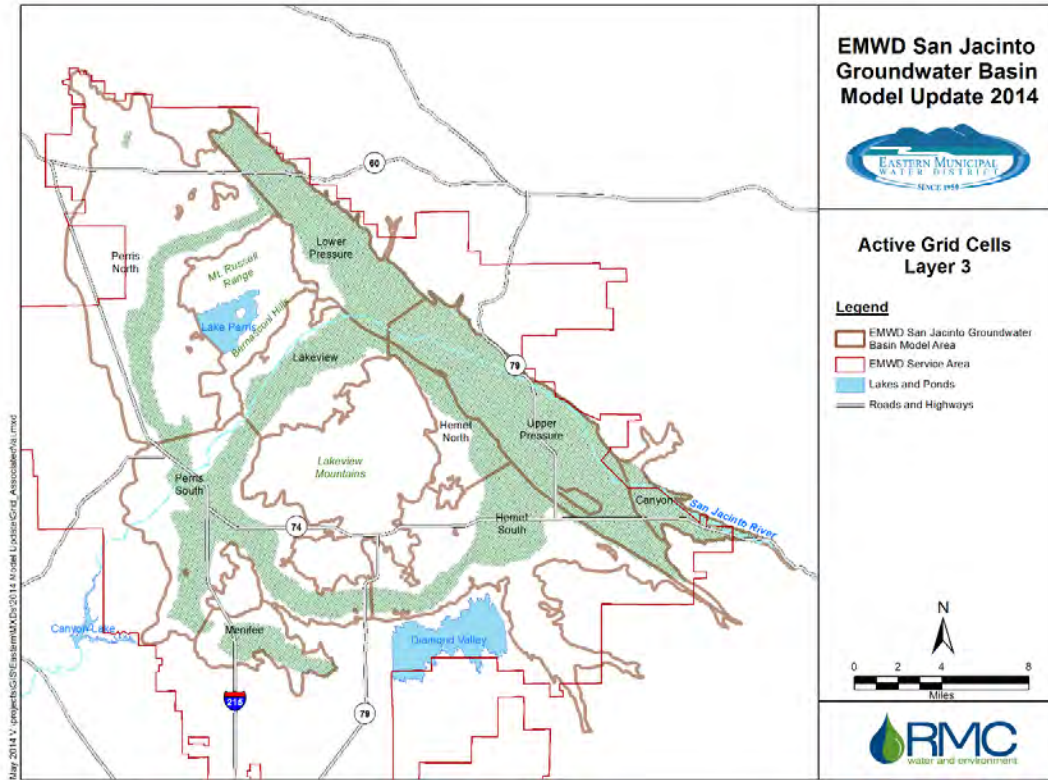 EMWD San Jacinto
Groundwater Basin
Model Update 2014
EASTERN MUNICIPAL
WATER DISTRICT
SINCE 1950
Active Grid Cells
Layer 3
Legend
EMWD San Jacinto Groundwater
Basin Model Area
EMWD Service Area
Lakes and Ponds
Roads and Highways
N
0 2 4 8
Miles
RMC
water and environment
60
Lower
Pressure
Perris
North
Mt. Russell
Range
Lake Perris
Bernasconi Hills
Lakeview
79
Hemet
North
Upper
Pressure
Lakeview
Mountains
Perris
South
Canyon
San Jacinto River
74
Hemet
South
Canyon Lake
Menifee
Diamond Valley
215
79